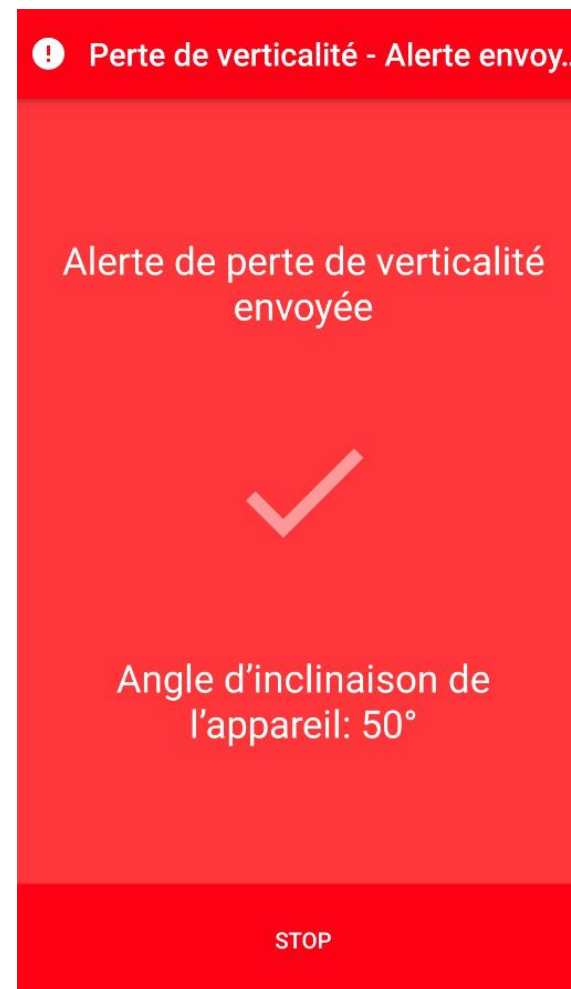 Perte de verticalité - Alerte envoy..
Alerte de perte de verticalité
envoyée
Angle d’inclinaison de
l’appareil: 50°
STOP